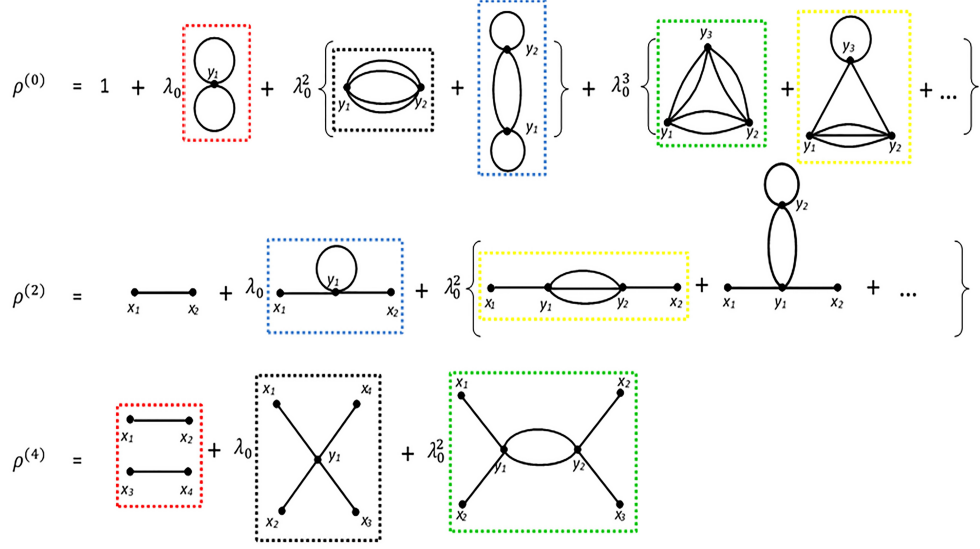 ρ⁽⁰⁾ = 1 + λ₀ y₁ + λ₀² { y₁ y₂ + y₂ y₁ } + λ₀³ { y₃ y₁ y₂ + y₃ y₁ y₂ + ... }
ρ⁽²⁾ = x₁ x₂ + λ₀ y₁ x₁ x₂ + λ₀² { x₁ y₁ y₂ x₂ + y₂ x₁ y₁ x₂ + ... }
ρ⁽⁴⁾ = x₁ x₂ x₃ x₄ + λ₀ x₁ x₄ y₁ x₂ x₃ + λ₀² x₁ x₂ y₁ y₂ x₂ x₃